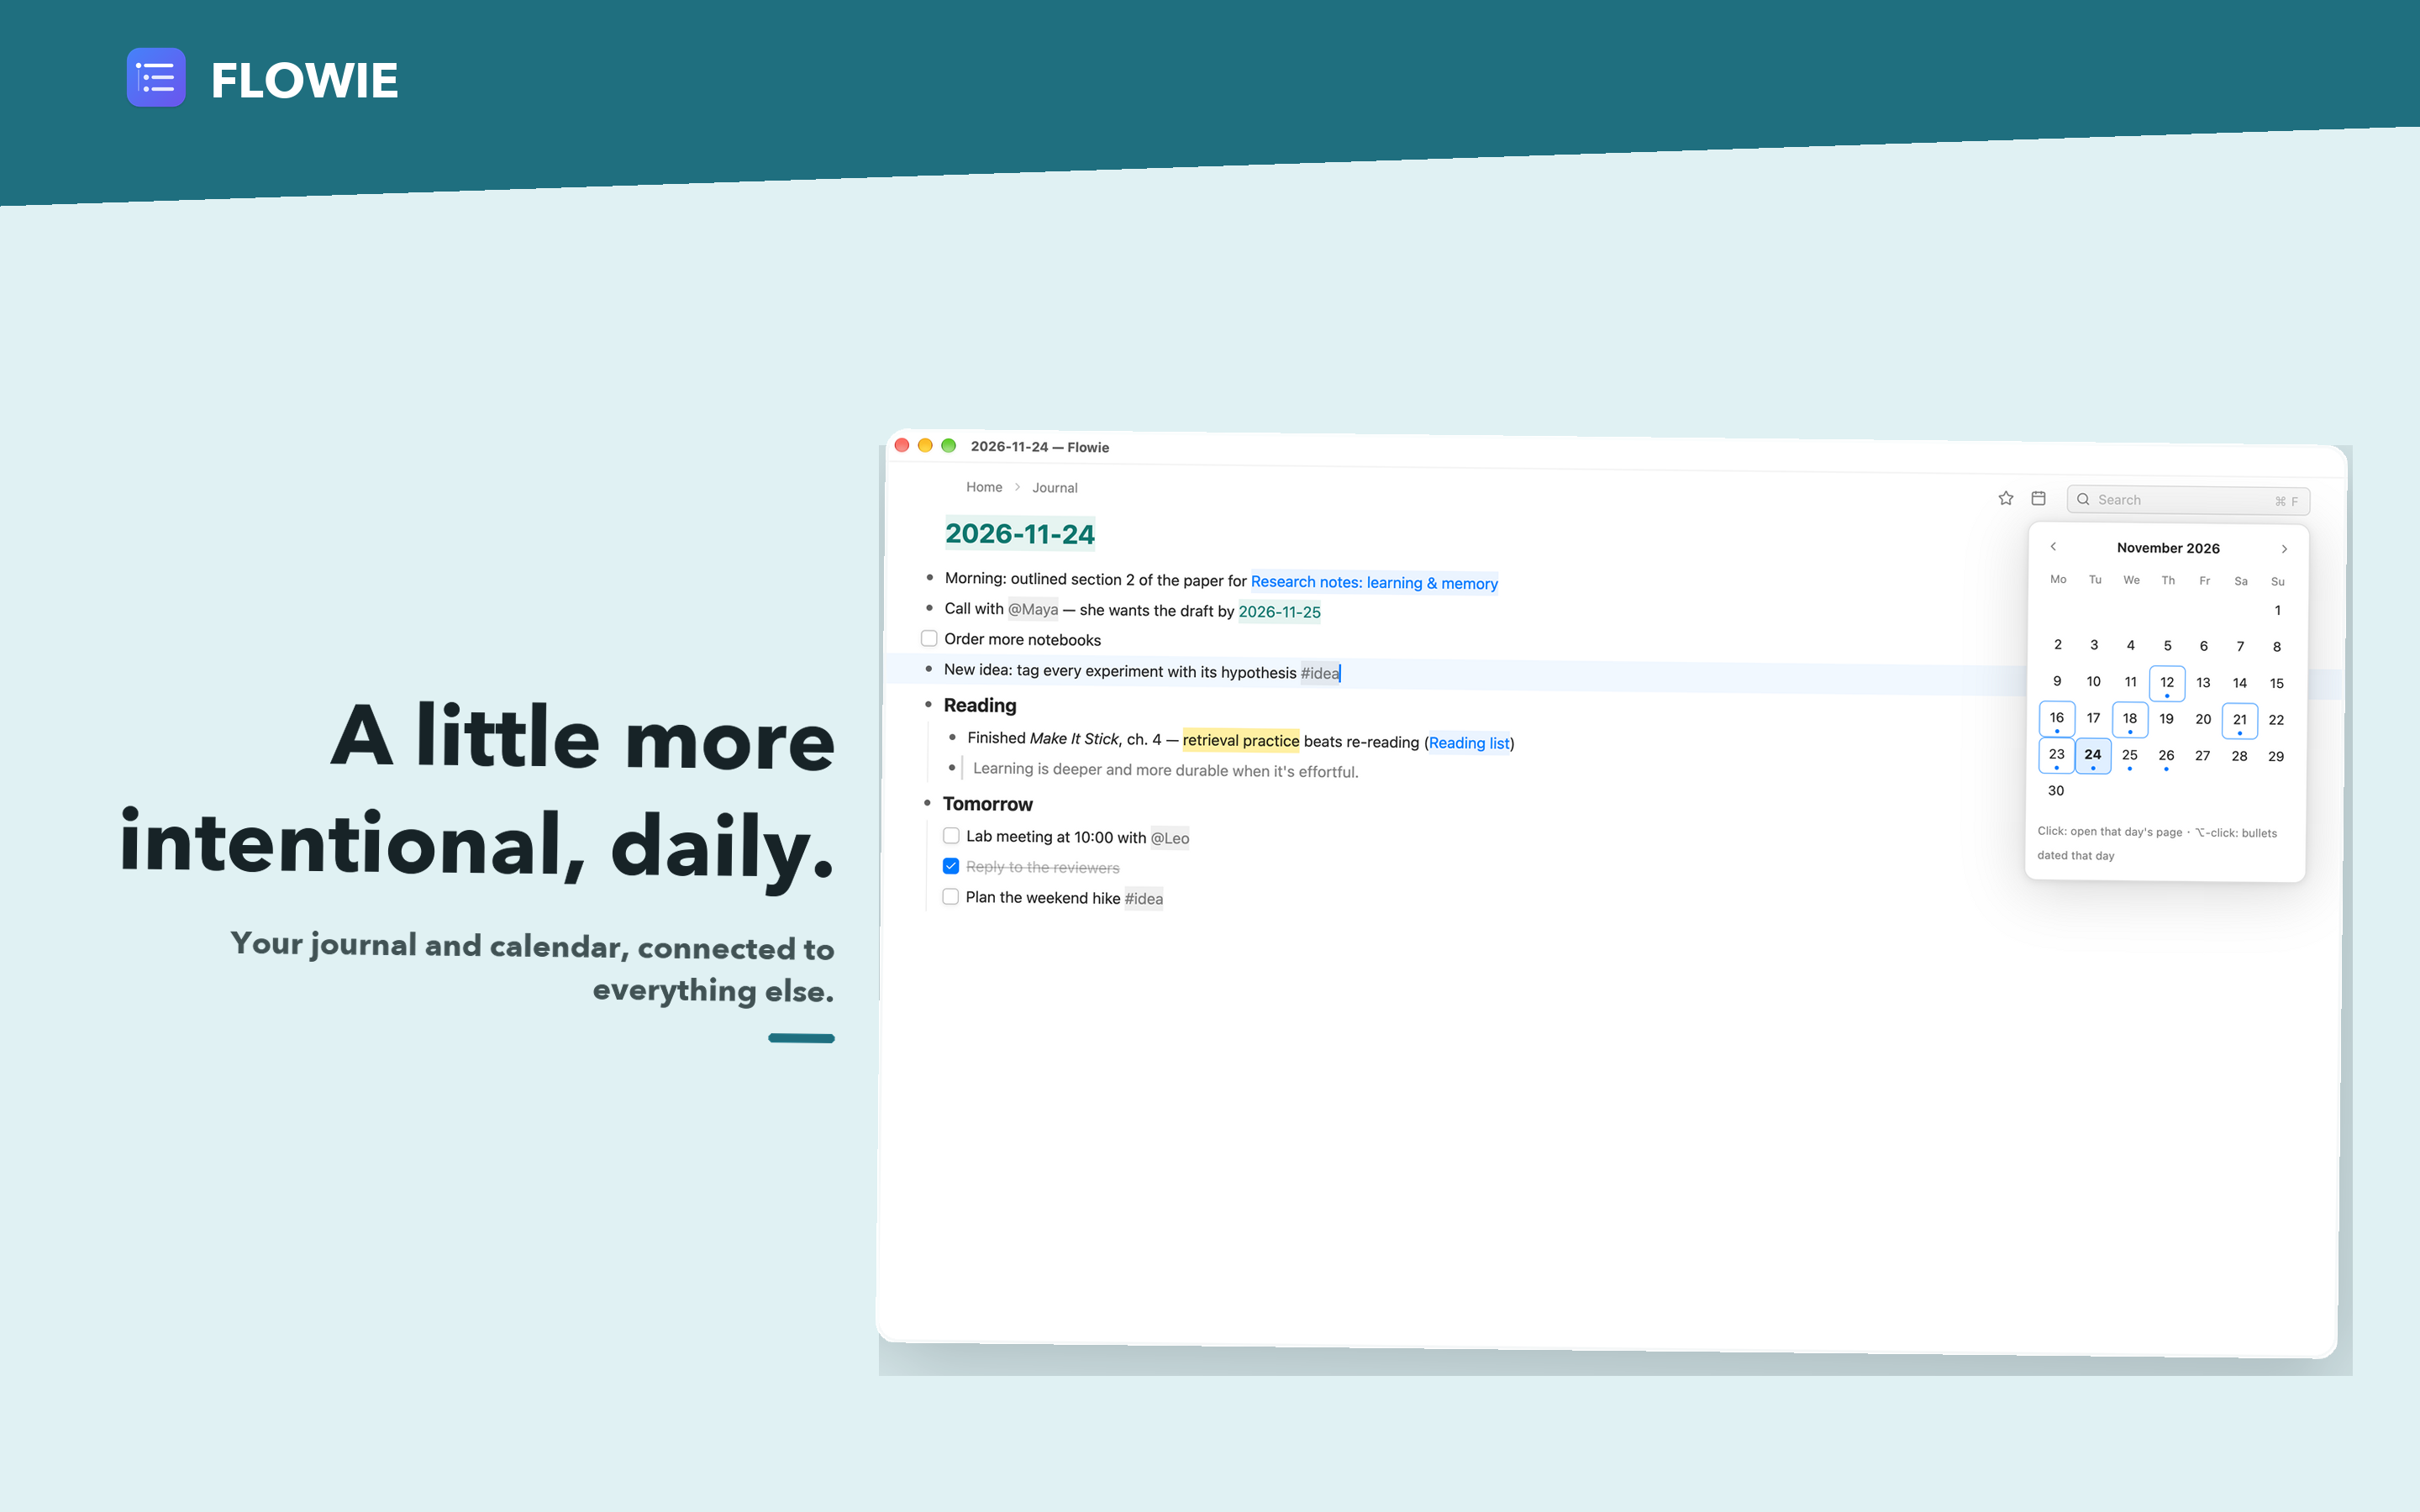 FLOWIE
A little more
intentional, daily.
Your journal and calendar, connected to
everything else.
2026-11-24 — Flowie
Home > Journal
Search ⌘ F
2026-11-24
Morning: outlined section 2 of the paper for Research notes: learning & memory
Call with @Maya — she wants the draft by 2026-11-25
Order more notebooks
New idea: tag every experiment with its hypothesis #idea
Reading
Finished Make It Stick, ch. 4 — retrieval practice beats re-reading (Reading list)
Learning is deeper and more durable when it's effortful.
Tomorrow
Lab meeting at 10:00 with @Leo
Reply to the reviewers
Plan the weekend hike #idea
November 2026
Mo Tu We Th Fr Sa Su
1
2 3 4 5 6 7 8
9 10 11 12 13 14 15
16 17 18 19 20 21 22
23 24 25 26 27 28 29
30
Click: open that day's page · ⌥-click: bullets
dated that day